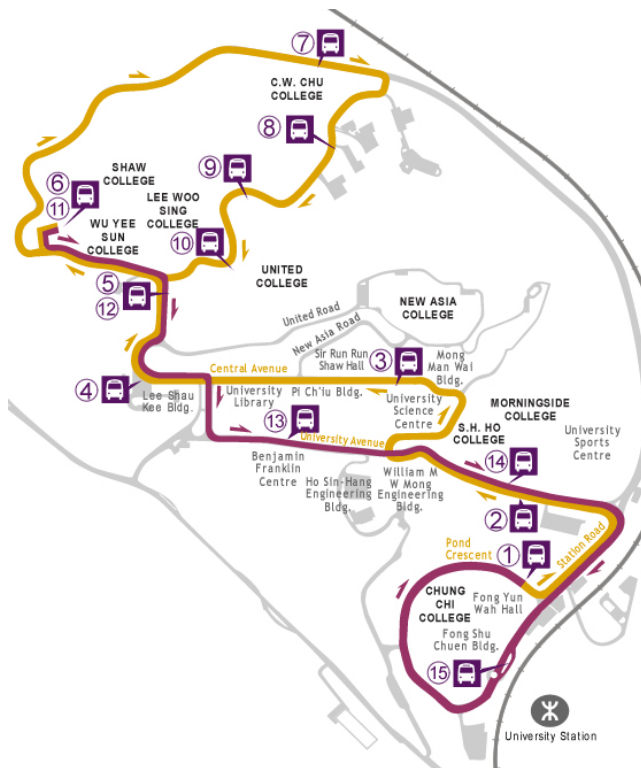 7
C.W. CHU
COLLEGE
8
9
SHAW
COLLEGE
6
11
LEE WOO
SING
COLLEGE
WU YEE
SUN
COLLEGE
10
UNITED
COLLEGE
5
12
NEW ASIA
COLLEGE
United Road
New Asia Road
Sir Run Run
Shaw Hall
3
Mong
Man Wai
Bldg.
Central Avenue
4
Lee Shau
Kee Bldg.
University
Library
Pi Ch'iu Bldg.
University
Science
Centre
MORNINGSIDE
COLLEGE
13
University Avenue
S.H. HO
COLLEGE
University
Sports
Centre
14
Benjamin
Franklin
Centre
Ho Sin-Hang
Engineering
Bldg.
William M
W Mong
Engineering
Bldg.
2
Pond
Crescent
1
Station Road
CHUNG
CHI
COLLEGE
Fong Yun
Wah Hall
Fong Shu
Chuen Bldg.
15
University Station